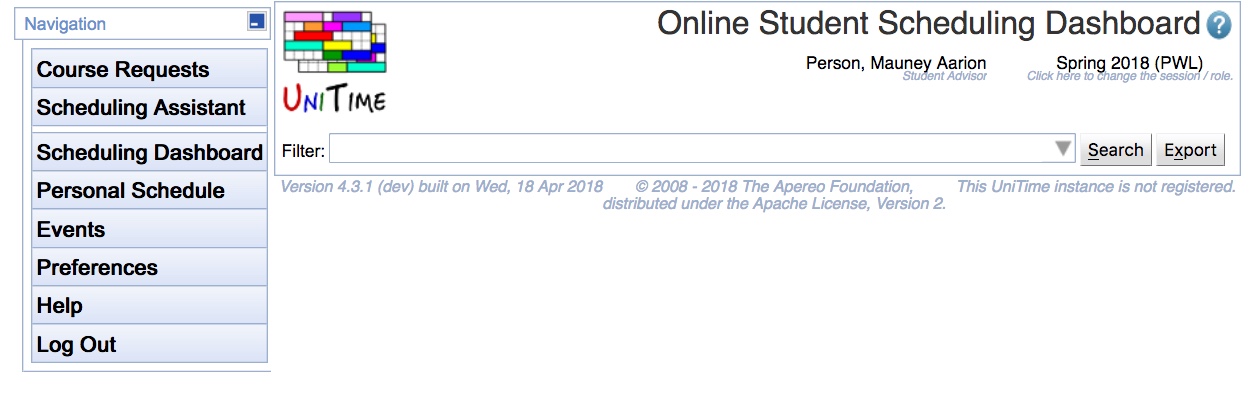 Navigation
Course Requests
Scheduling Assistant
Scheduling Dashboard
Personal Schedule
Events
Preferences
Help
Log Out
UNITIME
Online Student Scheduling Dashboard ?
Person, Mauney Aarion
Student Advisor
Spring 2018 (PWL)
Click here to change the session / role.
Filter:
Search
Export
Version 4.3.1 (dev) built on Wed, 18 Apr 2018
© 2008 - 2018 The Apereo Foundation,
distributed under the Apache License, Version 2.
This UniTime instance is not registered.